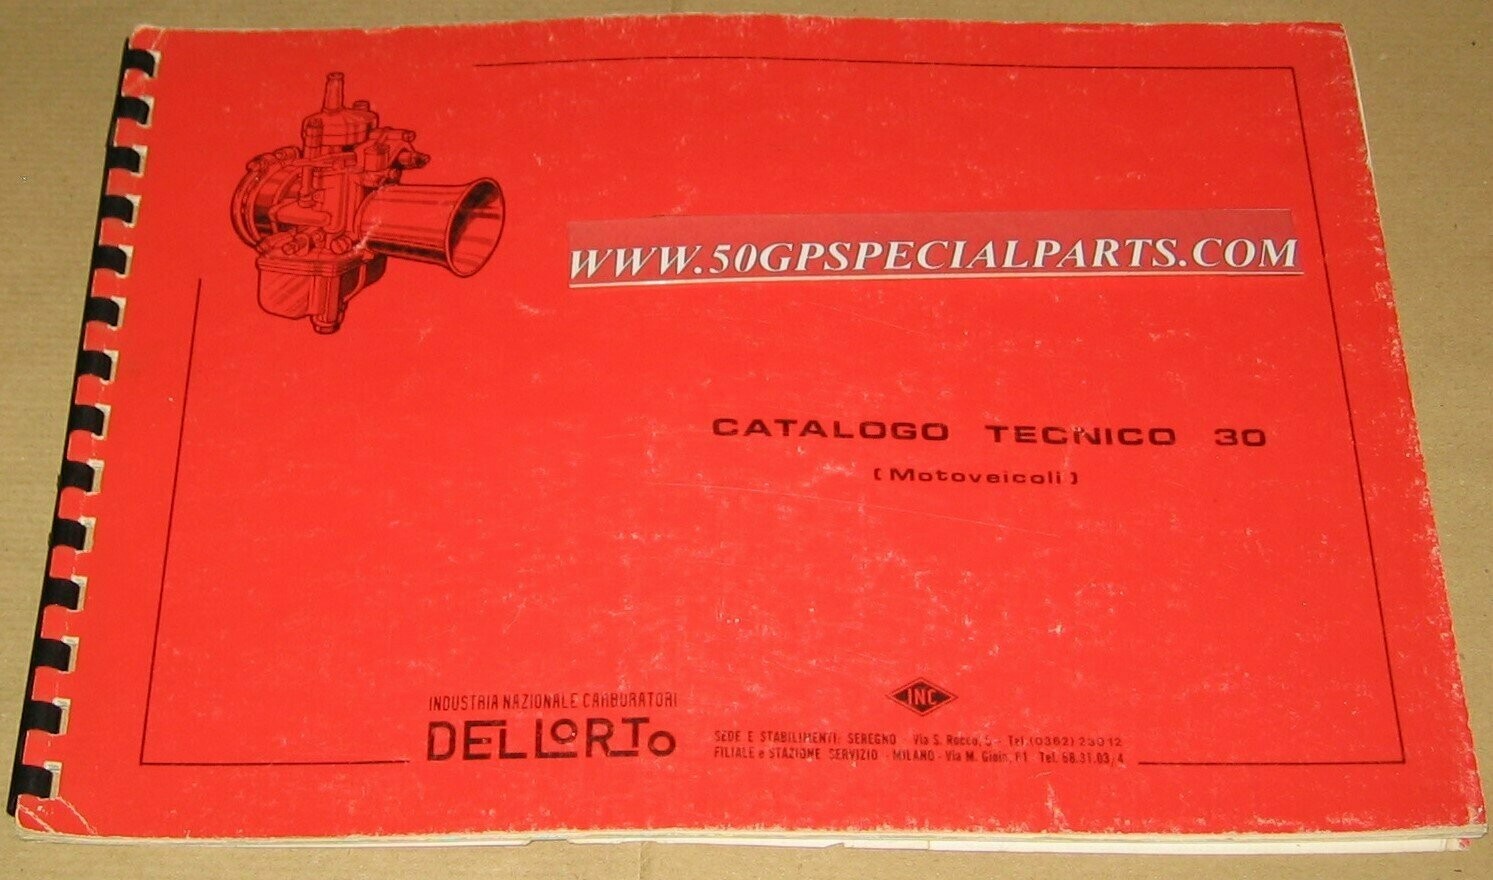 WWW.50GPSPECIALPARTS.COM
CATALOGO TECNICO 30
(Motoveicoli)
INDUSTRIA NAZIONALE CARBURATORI
DELLORTO
INC
SEDE E STABILIMENTI: SEREGNO - Via S. Rocco, 5 - Tel. (0362) 23012
FILIALE e STAZIONE SERVIZIO - MILANO - Via M. Gioia, Tel. 68.31.03/4